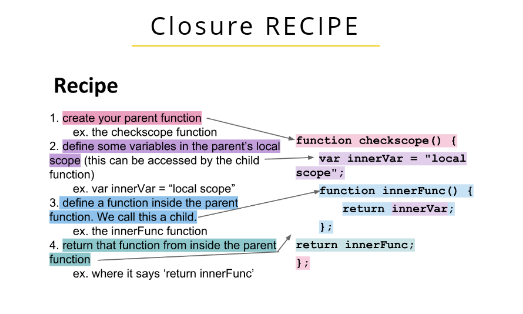 Closure RECIPE
Recipe
1. create your parent function
ex. the checkscope function
2. define some variables in the parent's local
scope (this can be accessed by the child
function)
ex. var innerVar = “local scope”
3. define a function inside the parent
function. We call this a child.
ex. the innerFunc function
4. return that function from inside the parent
function
ex. where it says ‘return innerFunc’
function checkscope() {
var innerVar = "local
scope";
function innerFunc() {
return innerVar;
};
return innerFunc;
};